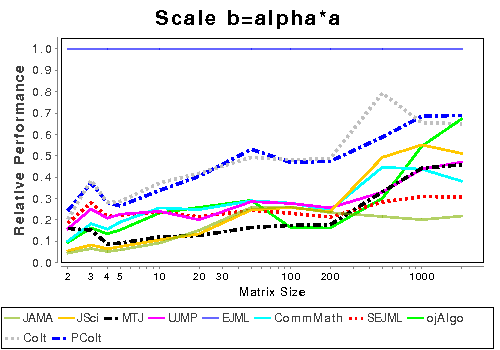 Scale b=alpha*a
Relative Performance
1.0
0.9
0.8
0.7
0.6
0.5
0.4
0.3
0.2
0.1
0.0
2 3 4 5 10 20 30 100 200 1000
Matrix Size
JAMA JSci MTJ UJMP EJML CommMath SEJML ojAlgo
Colt PColt